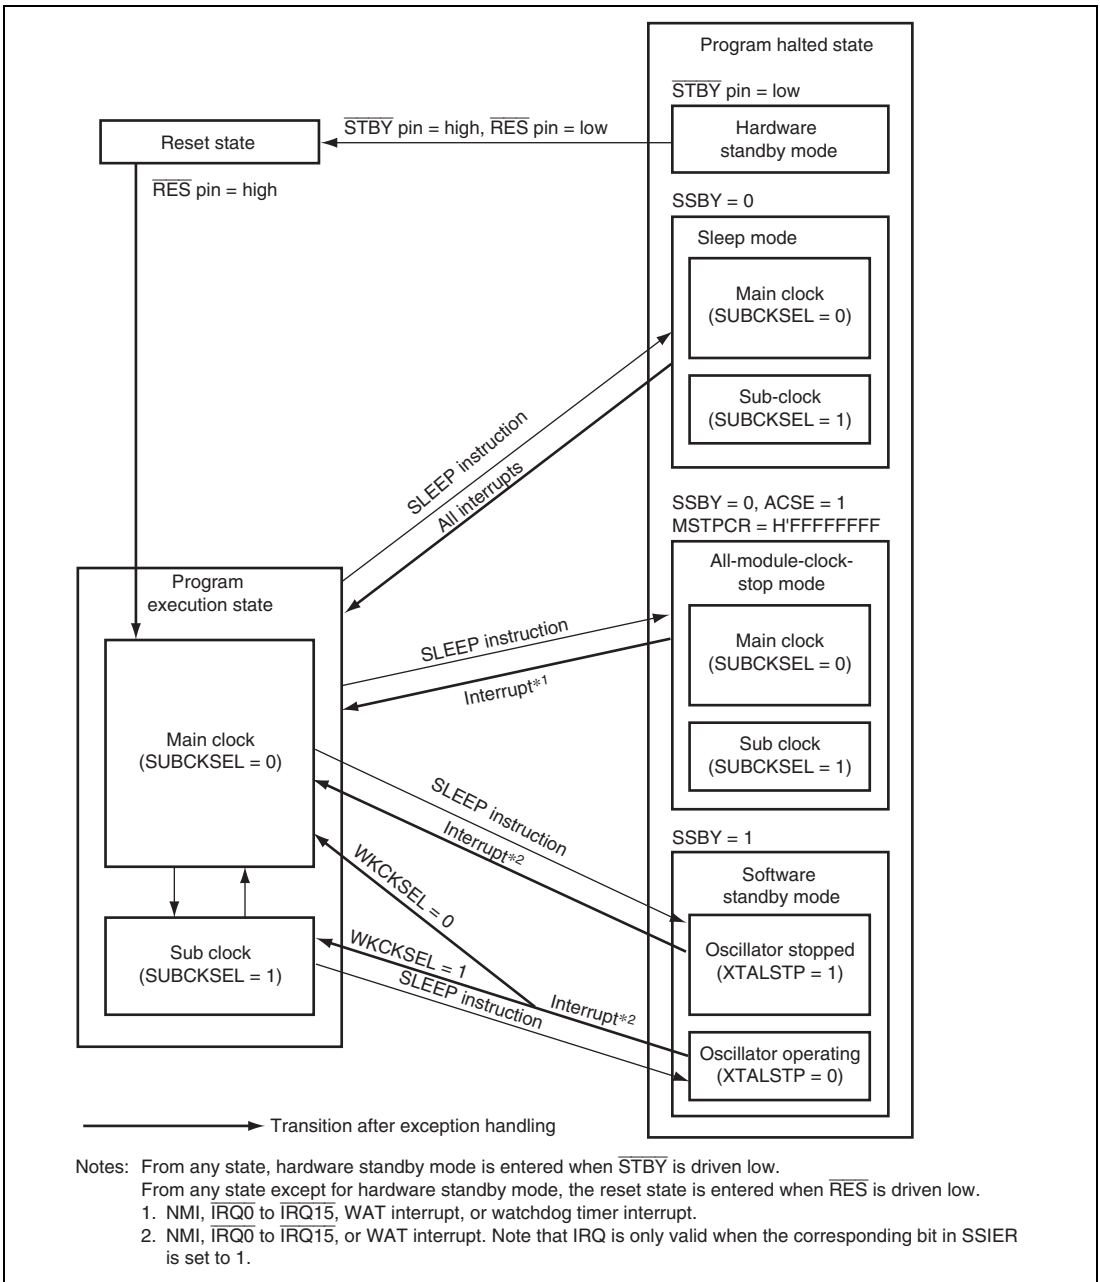 Program halted state
STBY pin = low
Hardware
standby mode
STBY pin = high, RES pin = low
Reset state
RES pin = high
SSBY = 0
Sleep mode
Main clock
(SUBCKSEL = 0)
Sub-clock
(SUBCKSEL = 1)
SLEEP instruction
All interrupts
SSBY = 0, ACSE = 1
MSTPCR = H'FFFFFFFF
All-module-clock-
stop mode
Main clock
(SUBCKSEL = 0)
Sub clock
(SUBCKSEL = 1)
Program
execution state
SLEEP instruction
Interrupt*1
Main clock
(SUBCKSEL = 0)
SLEEP instruction
Interrupt*2
WKCKSEL = 0
SSBY = 1
Software
standby mode
Oscillator stopped
(XTALSTP = 1)
Sub clock
(SUBCKSEL = 1)
WKCKSEL = 1
SLEEP instruction
Interrupt*2
Oscillator operating
(XTALSTP = 0)
Transition after exception handling
Notes: From any state, hardware standby mode is entered when STBY is driven low.
From any state except for hardware standby mode, the reset state is entered when RES is driven low.
1. NMI, IRQ0 to IRQ15, WAT interrupt, or watchdog timer interrupt.
2. NMI, IRQ0 to IRQ15, or WAT interrupt. Note that IRQ is only valid when the corresponding bit in SSIER
is set to 1.